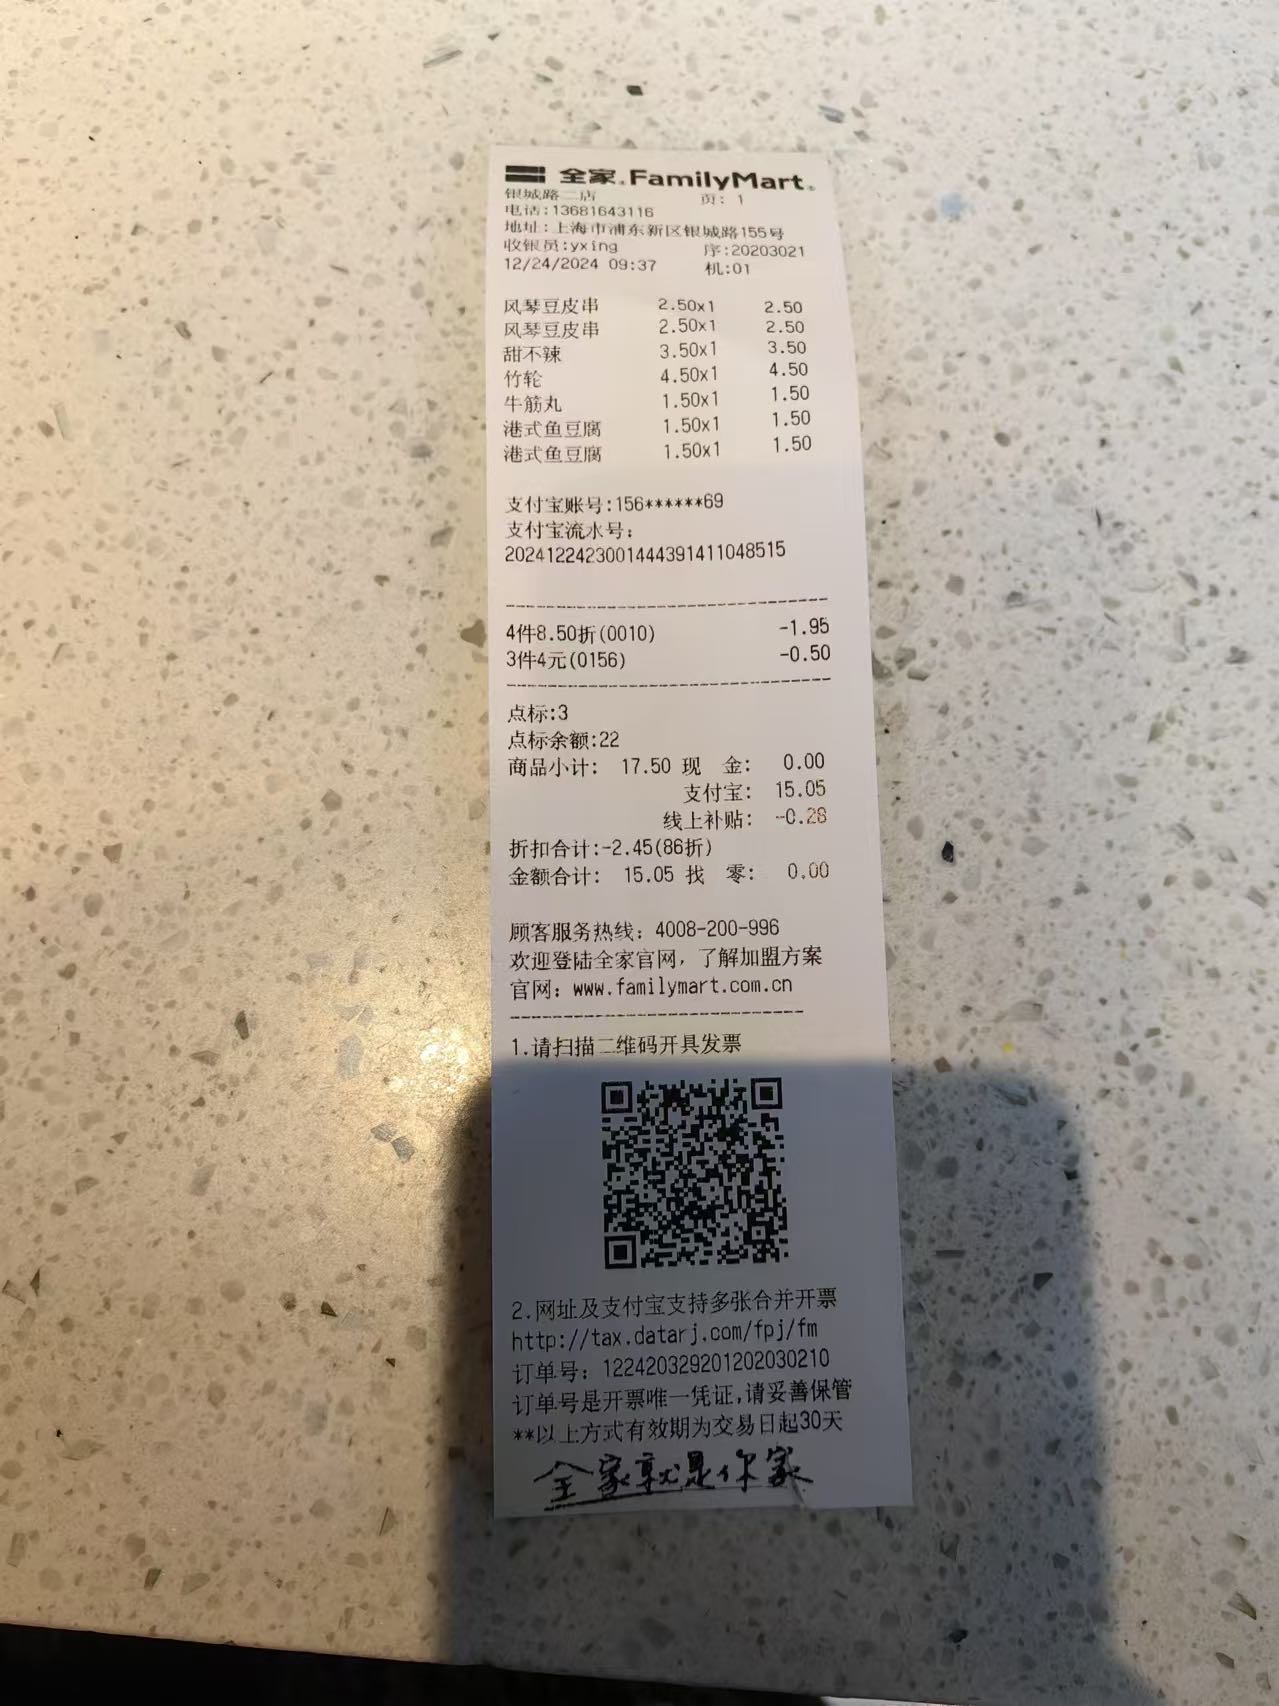 全家 FamilyMart
银城路二店 页: 1
电话:13681643116
地址:上海市浦东新区银城路155号
收银员:yxing 序:20203021
12/24/2024 09:37 机:01
风琴豆皮串 2.50x1 2.50
风琴豆皮串 2.50x1 2.50
甜不辣 3.50x1 3.50
竹轮 4.50x1 4.50
牛筋丸 1.50x1 1.50
港式鱼豆腐 1.50x1 1.50
港式鱼豆腐 1.50x1 1.50
支付宝账号:156******69
支付宝流水号:
2024122423001444391411048515
4件8.50折(0010) -1.95
3件4元(0156) -0.50
点标:3
点标余额:22
商品小计: 17.50 现 金: 0.00
支付宝: 15.05
线上补贴: -0.28
折扣合计:-2.45(86折)
金额合计: 15.05 找 零: 0.00
顾客服务热线: 4008-200-996
欢迎登陆全家官网,了解加盟方案
官网: www.familymart.com.cn
1.请扫描二维码开具发票
2.网址及支付宝支持多张合并开票
http://tax.datarj.com/fpj/fm
订单号: 122420329201202030210
订单号是开票唯一凭证,请妥善保管
**以上方式有效期为交易日起30天
全家就是你家